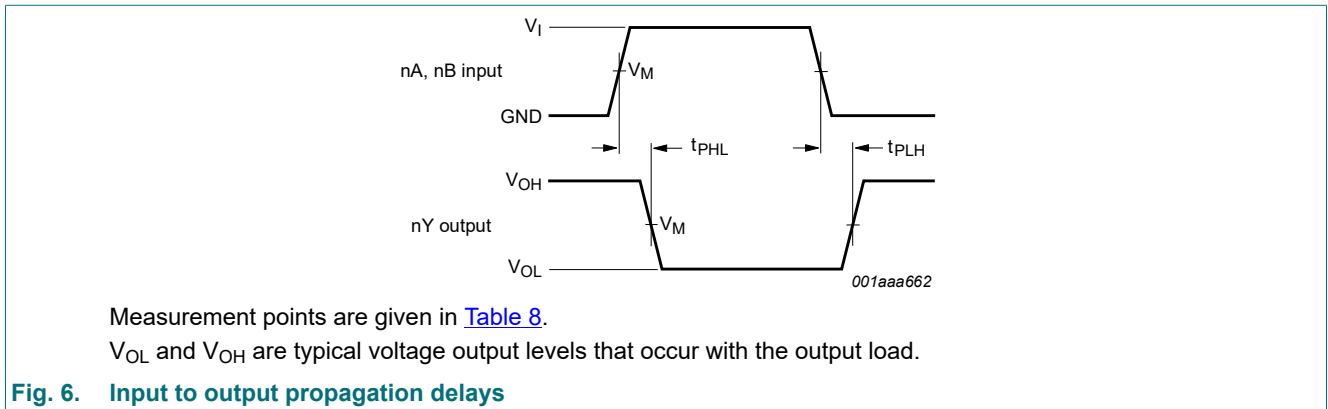 VI
nA, nB input
VM
GND
tPHL
tPLH
VOH
nY output
VM
VOL
001aaa662
Measurement points are given in Table 8.
VOL and VOH are typical voltage output levels that occur with the output load.
Fig. 6. Input to output propagation delays